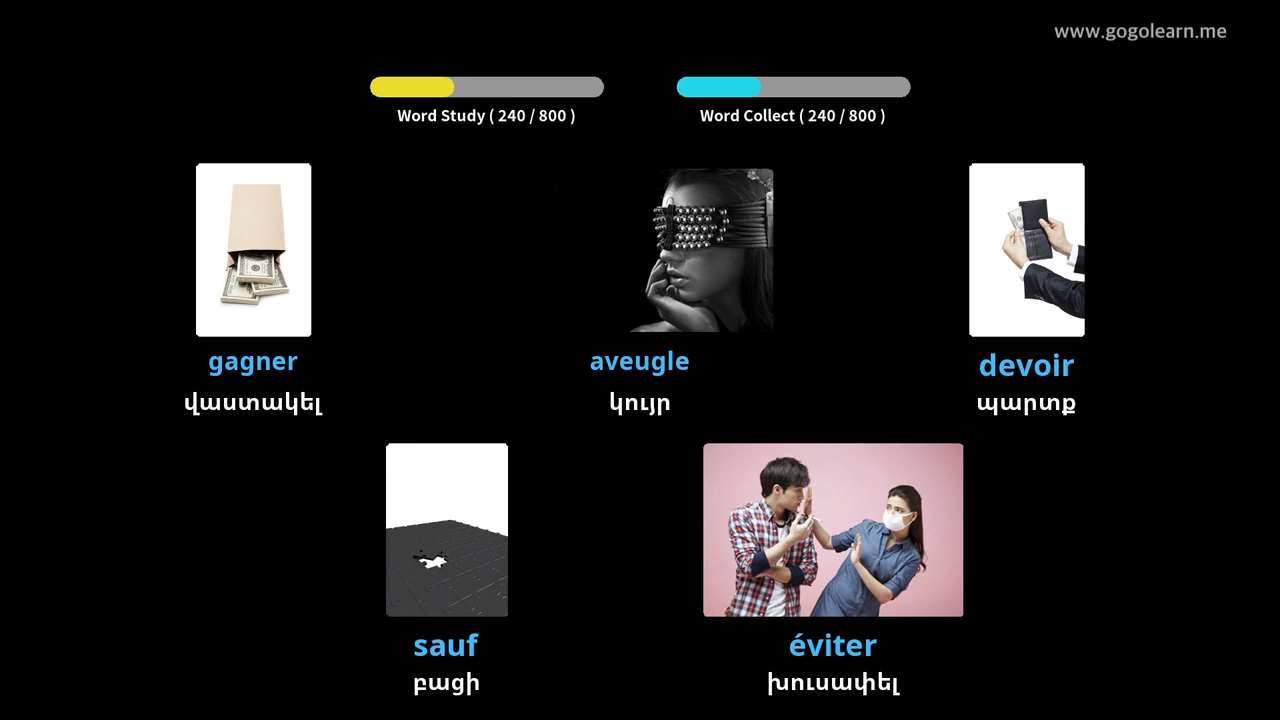 www.gogolearn.me
Word Study ( 240 / 800 )
Word Collect ( 240 / 800 )
gagner
վաստակել
aveugle
կույր
devoir
պարտք
sauf
բացի
éviter
խուսափել